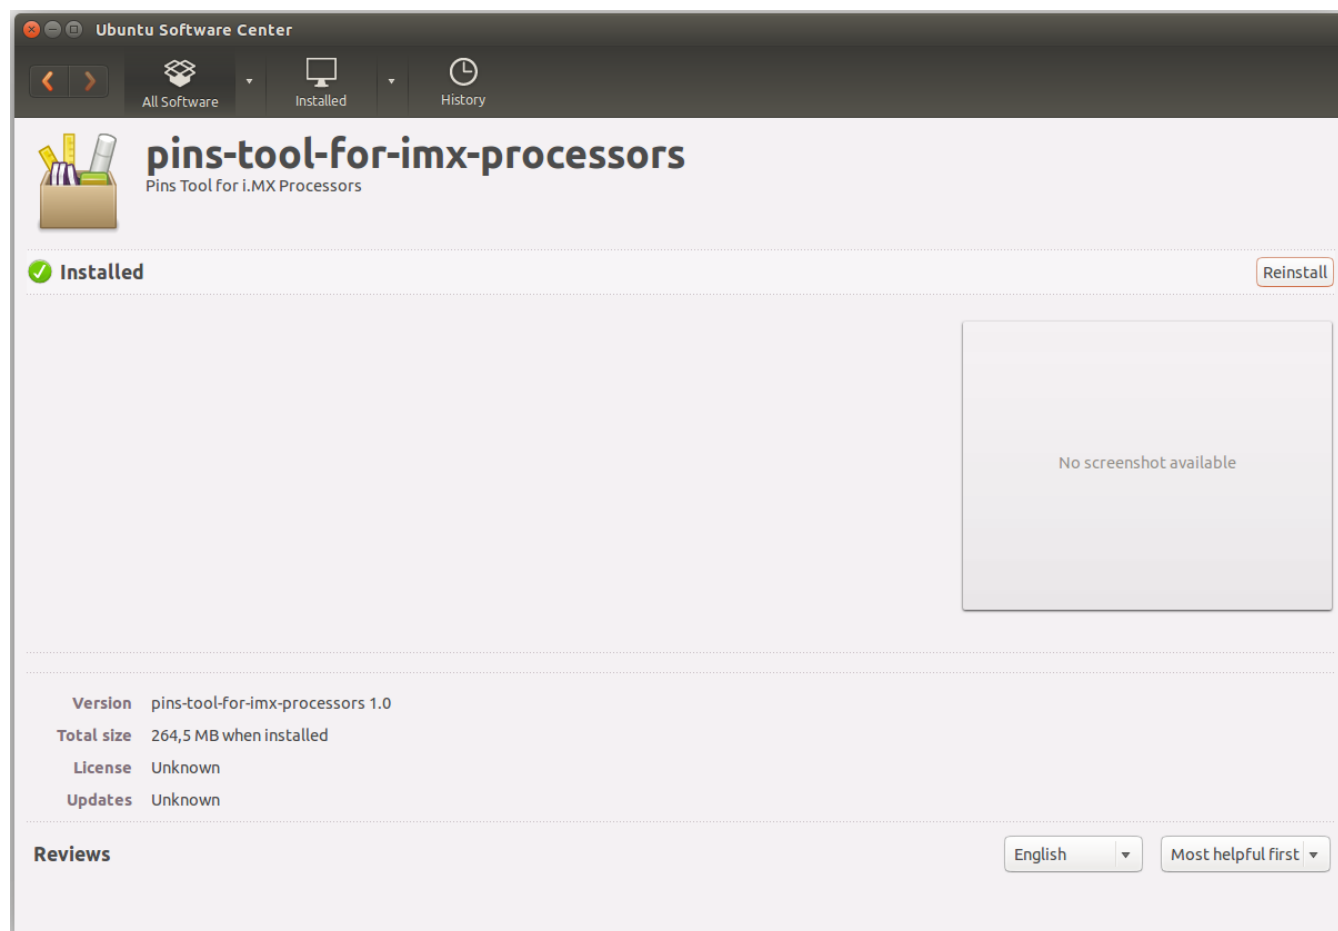 Ubuntu Software Center
All Software
Installed
History
pins-tool-for-imx-processors
Pins Tool for i.MX Processors
Installed
Reinstall
No screenshot available
Version pins-tool-for-imx-processors 1.0
Total size 264,5 MB when installed
License Unknown
Updates Unknown
Reviews
English
Most helpful first